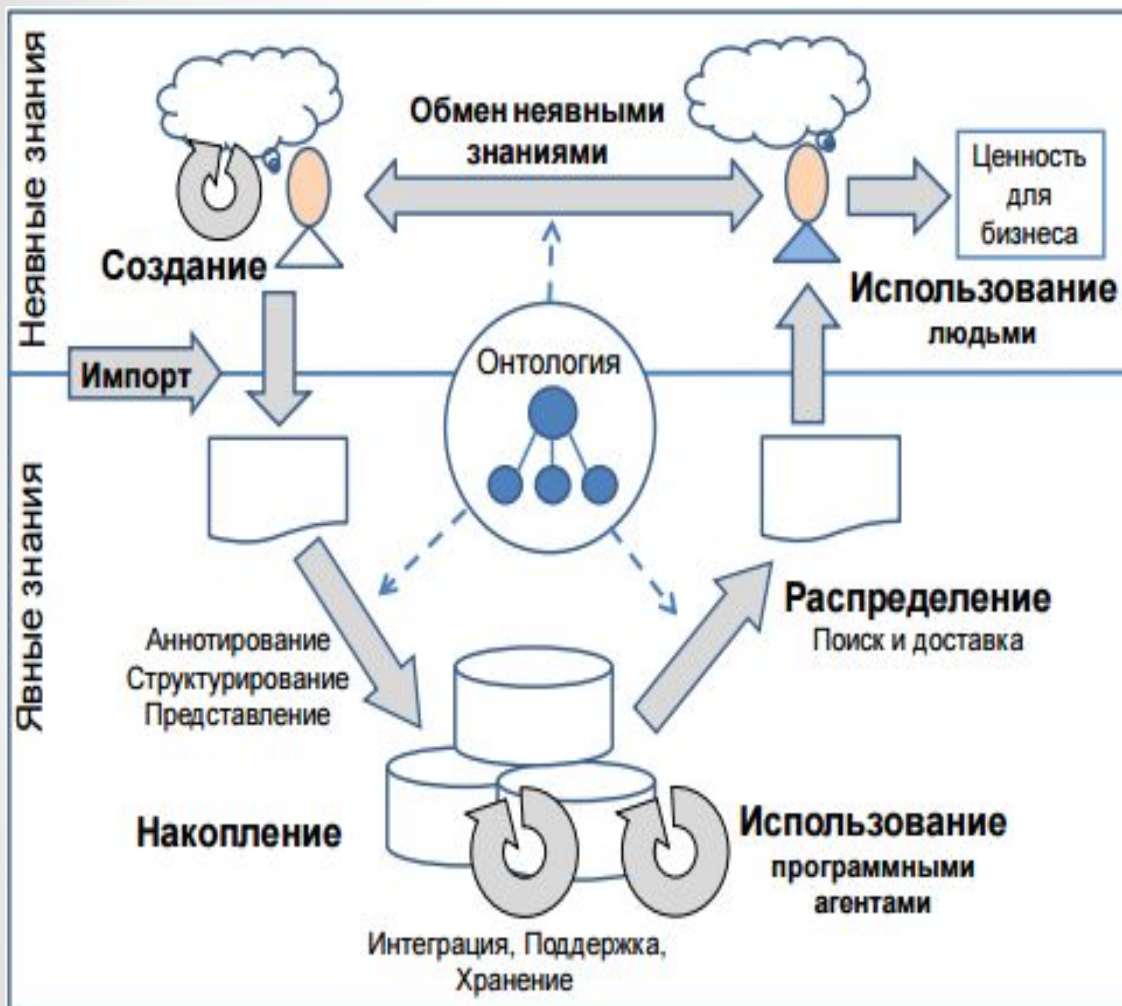 Неявные знания
Обмен неявными
знаниями
Ценность
для
бизнеса
Создание
Использование
людьми
Импорт
Онтология
Явные знания
Распределение
Поиск и доставка
Аннотирование
Структурирование
Представление
Накопление
Использование
программными
агентами
Интеграция, Поддержка,
Хранение